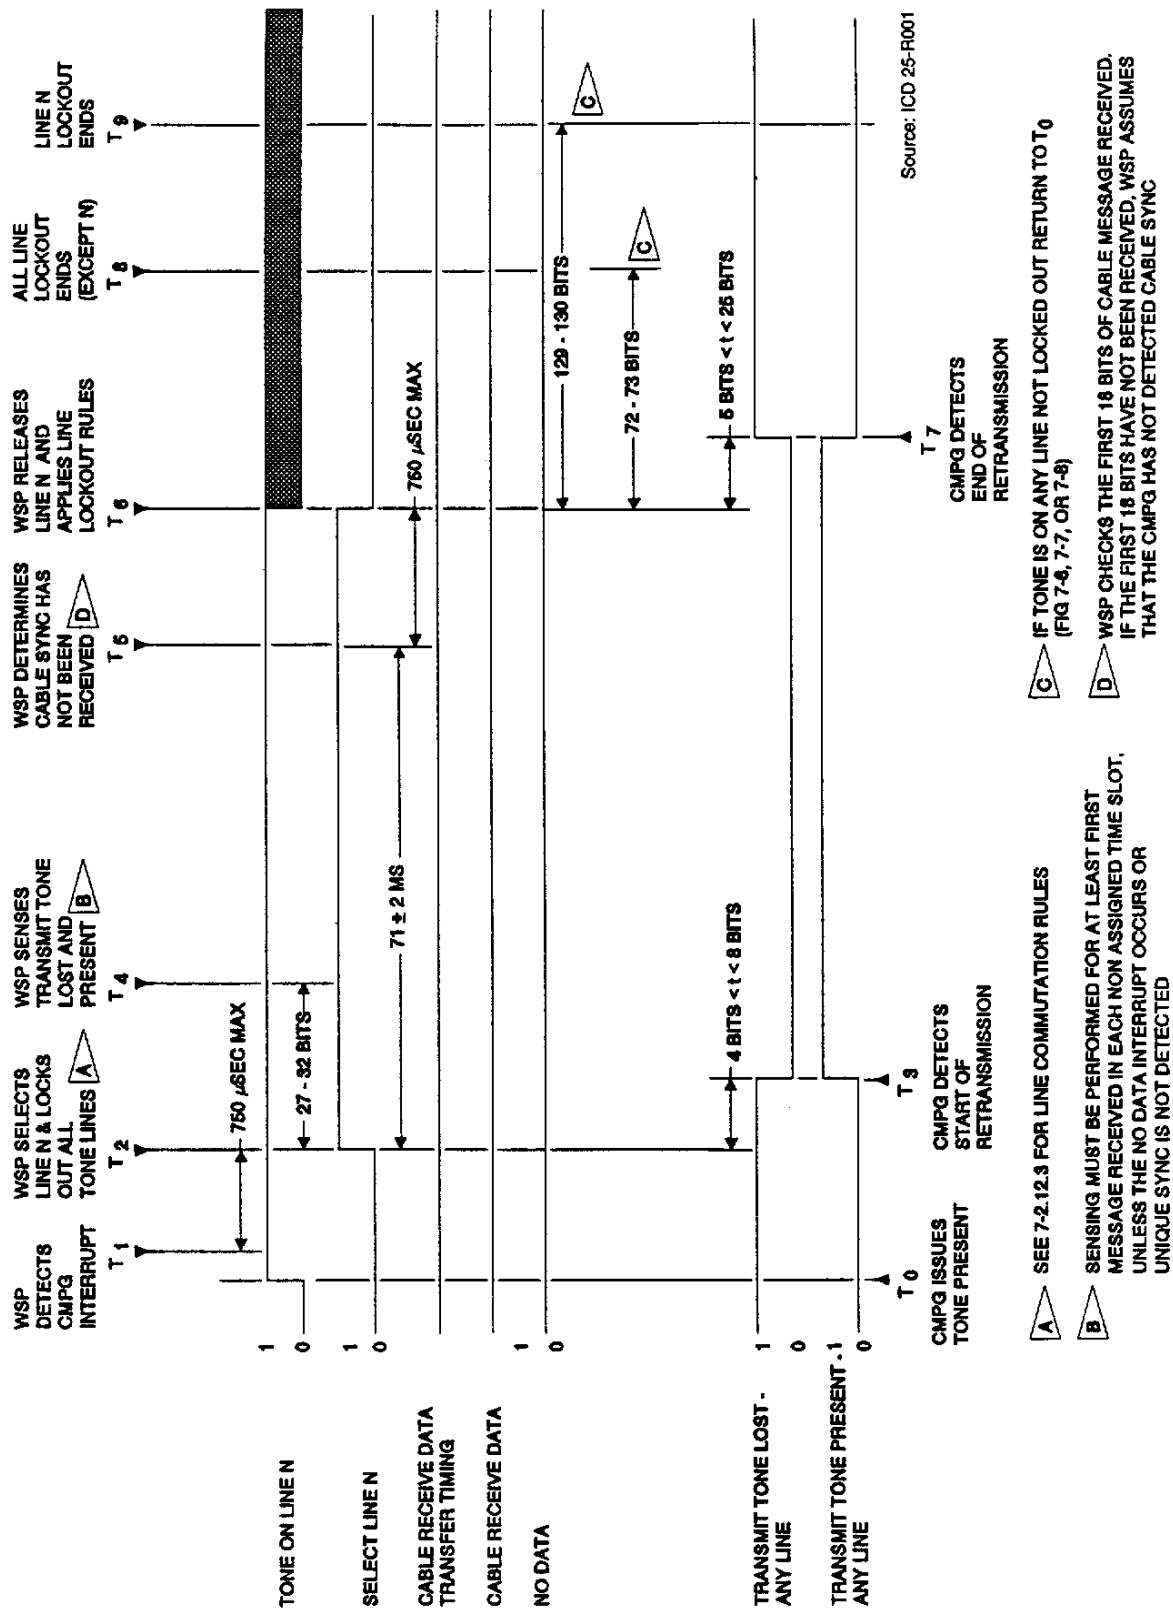 WSP
DETECTS
CMPG
INTERRUPT
T1
WSP SELECTS
LINE N & LOCKS
OUT ALL
TONE LINES A
T2
WSP SENSES
TRANSMIT TONE
LOST AND
PRESENT B
T4
WSP DETERMINES
CABLE SYNC HAS
NOT BEEN
RECEIVED D
T5
WSP RELEASES
LINE N AND
APPLIES LINE
LOCKOUT RULES
T6
ALL LINE
LOCKOUT
ENDS
(EXCEPT N)
T8
LINE N
LOCKOUT
ENDS
T9
TONE ON LINE N
1
0
750 µSEC MAX
27 - 32 BITS
SELECT LINE N
1
0
71 ± 2 MS
750 µSEC MAX
CABLE RECEIVE DATA
TRANSFER TIMING
CABLE RECEIVE DATA
NO DATA
1
0
129 - 130 BITS
C
72 - 73 BITS
C
4 BITS < t < 8 BITS
5 BITS < t < 25 BITS
TRANSMIT TONE LOST -
ANY LINE
1
0
TRANSMIT TONE PRESENT -
ANY LINE
1
0
T0
CMPG ISSUES
TONE PRESENT
T3
CMPG DETECTS
START OF
RETRANSMISSION
T7
CMPG DETECTS
END OF
RETRANSMISSION
Source: ICD 25-R001
A SEE 7-2.12.3 FOR LINE COMMUTATION RULES
B SENSING MUST BE PERFORMED FOR AT LEAST FIRST
MESSAGE RECEIVED IN EACH NON ASSIGNED TIME SLOT,
UNLESS THE NO DATA INTERRUPT OCCURS OR
UNIQUE SYNC IS NOT DETECTED
C IF TONE IS ON ANY LINE NOT LOCKED OUT RETURN TO T0
(FIG 7-6, 7-7, OR 7-8)
D WSP CHECKS THE FIRST 18 BITS OF CABLE MESSAGE RECEIVED.
IF THE FIRST 18 BITS HAVE NOT BEEN RECEIVED, WSP ASSUMES
THAT THE CMPG HAS NOT DETECTED CABLE SYNC